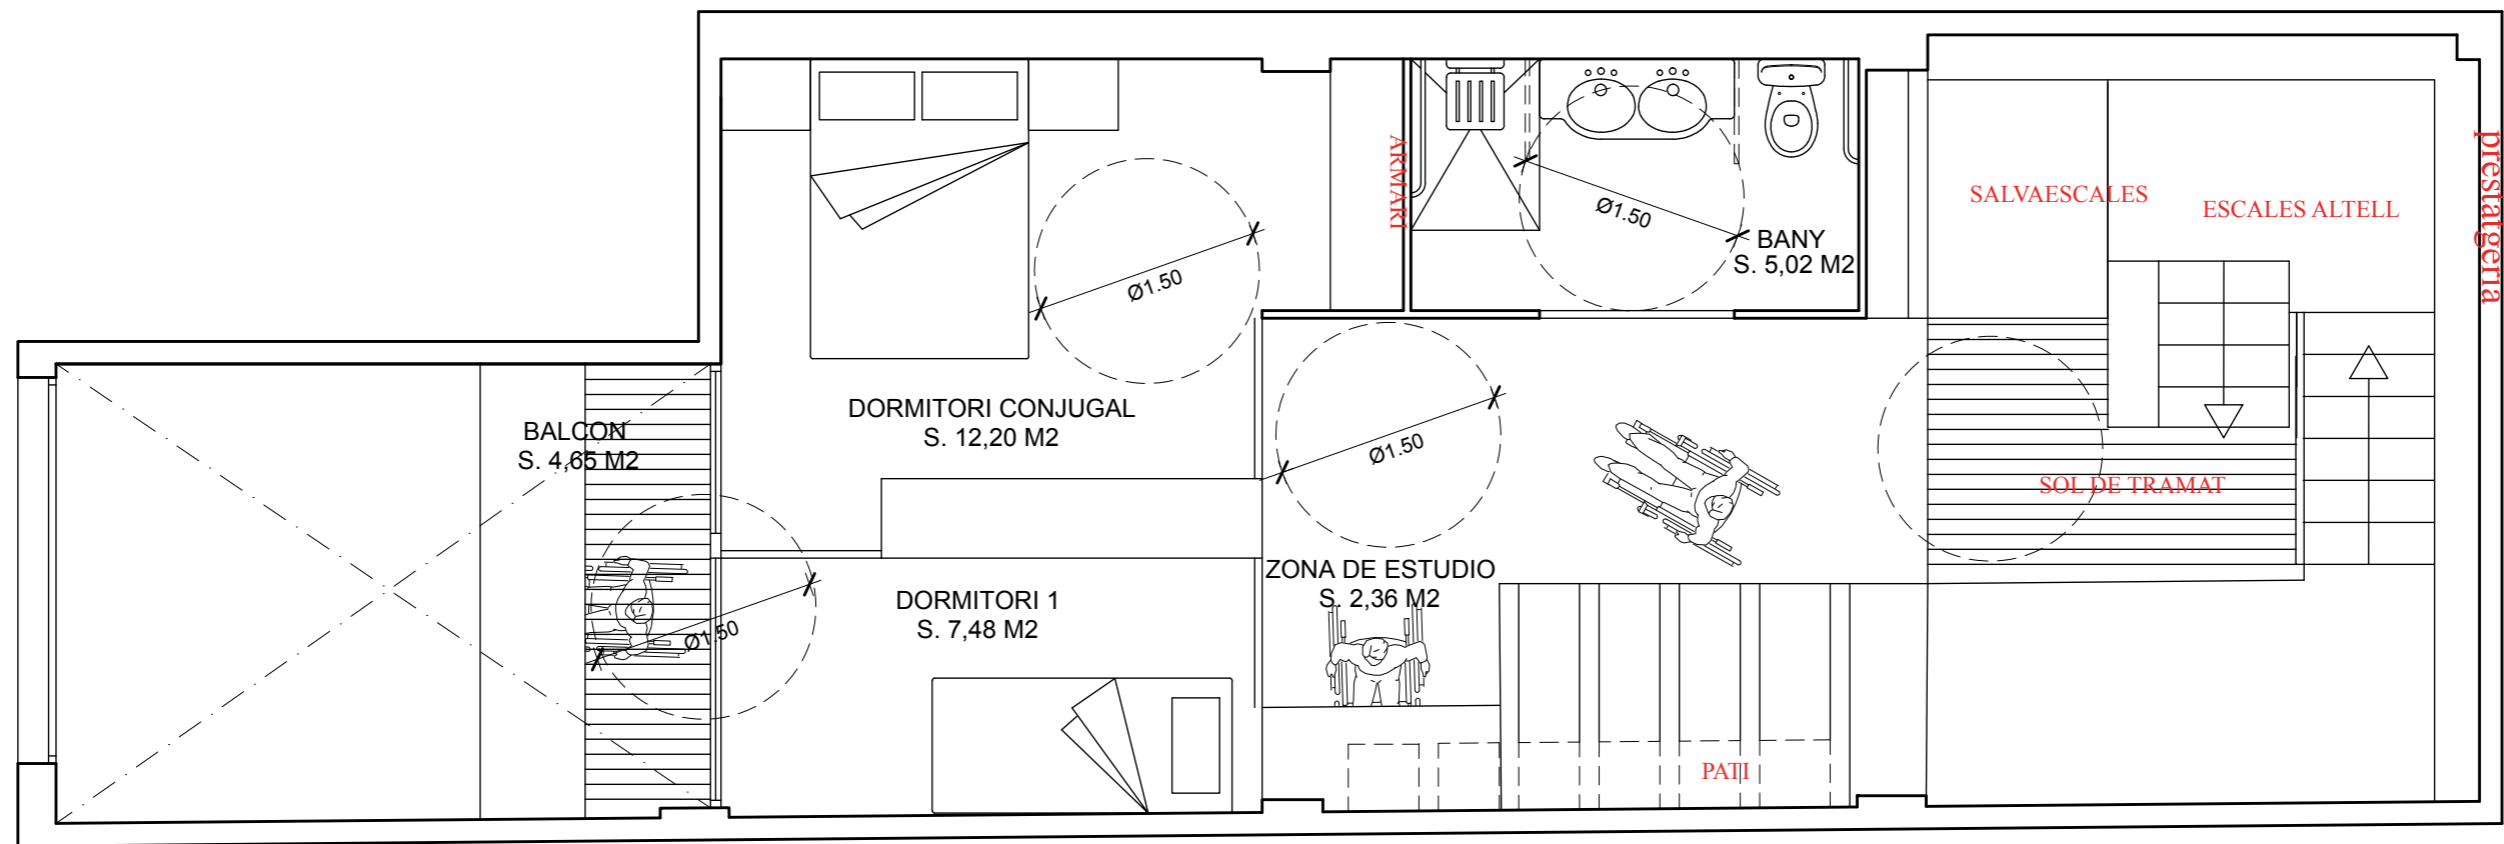 BALCON
S. 4,65 M2
DORMITORI CONJUGAL
S. 12,20 M2
Ø1.50
DORMITORI 1
S. 7,48 M2
Ø1.50
ARMARI
Ø1.50
BANY
S. 5,02 M2
Ø1.50
ZONA DE ESTUDIO
S. 2,36 M2
PATI
SALVAESCALES
ESCALES ALTELL
SOL DE TRAMAT
prestatgeria